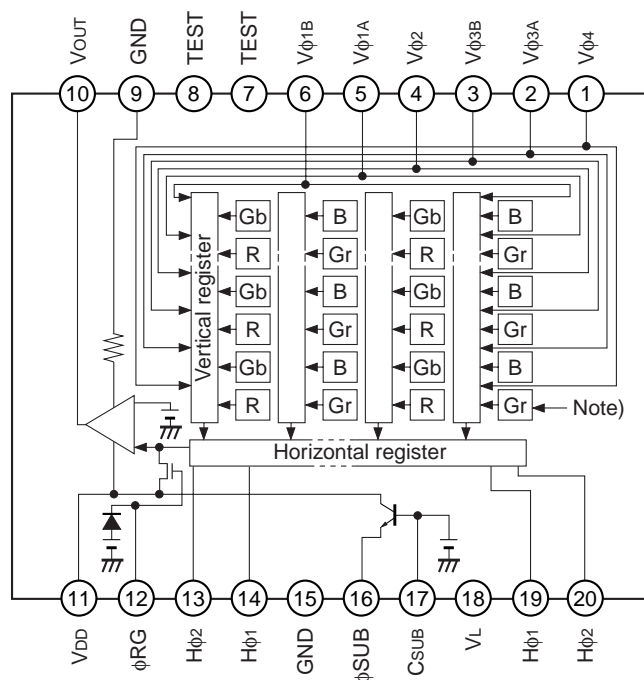 VOUT
GND
TEST
TEST
Vϕ1B
Vϕ1A
Vϕ2
Vϕ3B
Vϕ3A
Vϕ4
10 9 8 7 6 5 4 3 2 1
Vertical register
Gb B Gb B
R Gr R Gr
Gb B Gb B
R Gr R Gr
Gb B Gb B
R Gr R Gr
Note)
Horizontal register
11 12 13 14 15 16 17 18 19 20
VDD
ϕRG
Hϕ2
Hϕ1
GND
ϕSUB
CSUB
VL
Hϕ1
Hϕ2